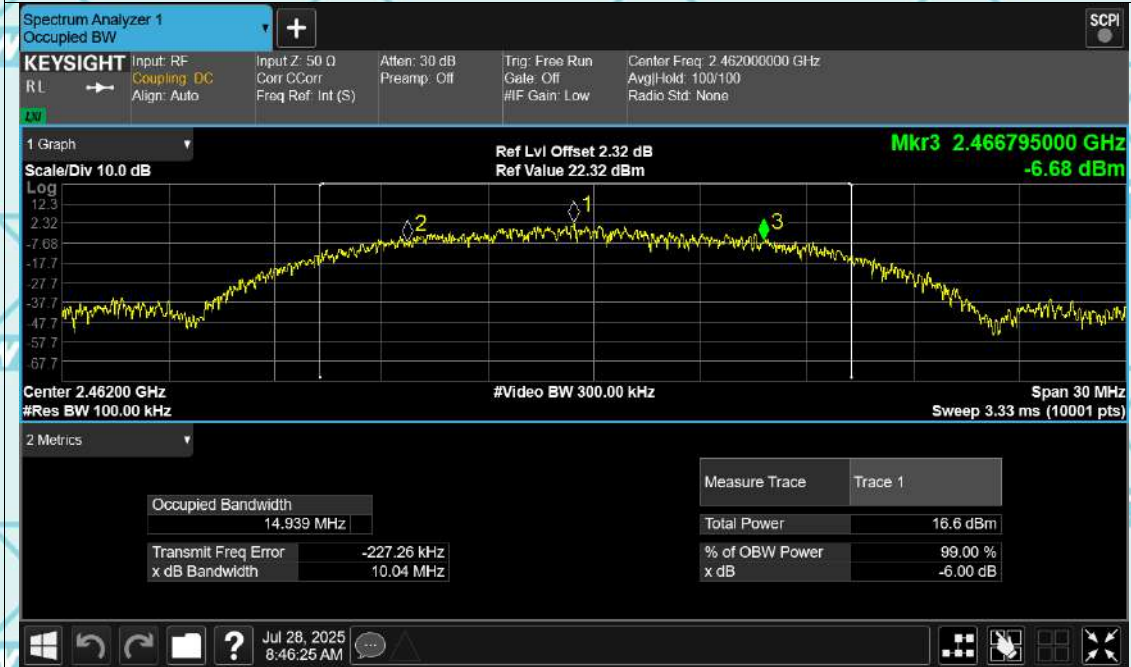 Spectrum Analyzer 1
Occupied BW
+
SCPI
KEYSIGHT
RL
LXI
Input: RF
Coupling: DC
Align: Auto
Input Z: 50 Ω
Corr CCorr
Freq Ref: Int (S)
Atten: 30 dB
Preamp: Off
Trig: Free Run
Gate: Off
#IF Gain: Low
Center Freq: 2.462000000 GHz
Avg|Hold: 100/100
Radio Std: None
1 Graph
Scale/Div 10.0 dB
Ref Lvl Offset 2.32 dB
Ref Value 22.32 dBm
Mkr3 2.466795000 GHz
-6.68 dBm
Log
12.3
2.32
-7.68
-17.7
-27.7
-37.7
-47.7
-57.7
-67.7
1
2
3
Center 2.46200 GHz
#Video BW 300.00 kHz
Span 30 MHz
#Res BW 100.00 kHz
Sweep 3.33 ms (10001 pts)
2 Metrics
Measure Trace Trace 1
Occupied Bandwidth
14.939 MHz
Total Power 16.6 dBm
Transmit Freq Error -227.26 kHz
% of OBW Power 99.00 %
x dB Bandwidth 10.04 MHz
x dB -6.00 dB
?
Jul 28, 2025
8:46:25 AM